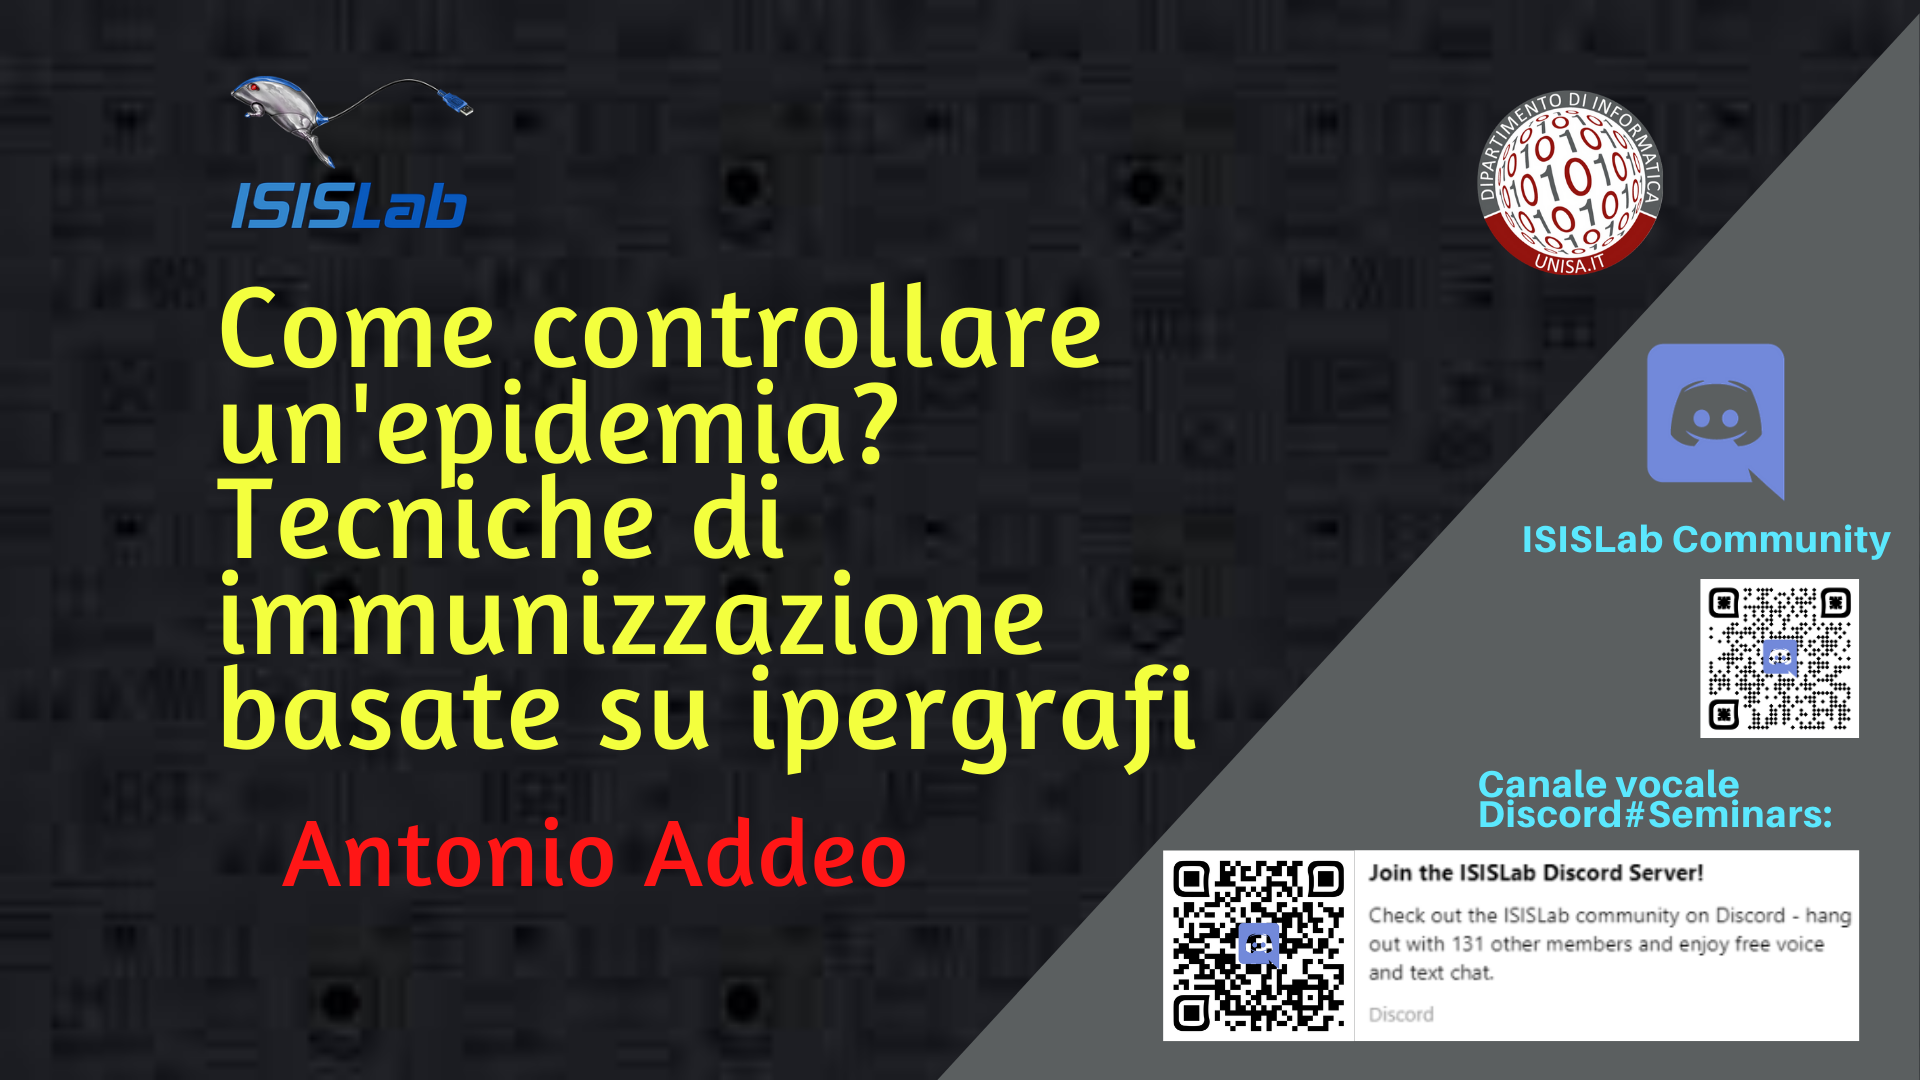 ISISLab
DIPARTIMENTO DI INFORMATICA
UNISA.IT
Come controllare
un'epidemia?
Tecniche di
immunizzazione
basate su ipergrafi
Antonio Addeo
ISISLab Community
Canale vocale
Discord#Seminars:
Join the ISISLab Discord Server!
Check out the ISISLab community on Discord - hang
out with 131 other members and enjoy free voice
and text chat.
Discord